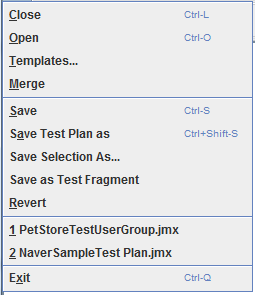 Close Ctrl-L
Open Ctrl-O
Templates...
Merge
Save Ctrl-S
Save Test Plan as Ctrl+Shift-S
Save Selection As...
Save as Test Fragment
Revert
1 PetStoreTestUserGroup.jmx
2 NaverSampleTest Plan.jmx
Exit Ctrl-Q